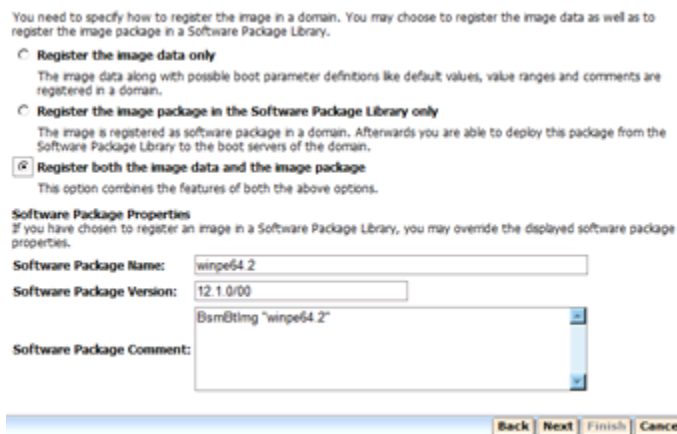 You need to specify how to register the image in a domain. You may choose to register the image data as well as to
register the image package in a Software Package Library.
Register the image data only
The image data along with possible boot parameter definitions like default values, value ranges and comments are
registered in a domain.
Register the image package in the Software Package Library only
The image is registered as software package in a domain. Afterwards you are able to deploy this package from the
Software Package Library to the boot servers of the domain.
Register both the image data and the image package
This option combines the features of both the above options.
Software Package Properties
If you have chosen to register an image in a Software Package Library, you may override the displayed software package
properties.
Software Package Name: winpe64.2
Software Package Version: 12.1.0/00
BsmBtImg "winpe64.2"
Software Package Comment:
Back Next Finish Cance